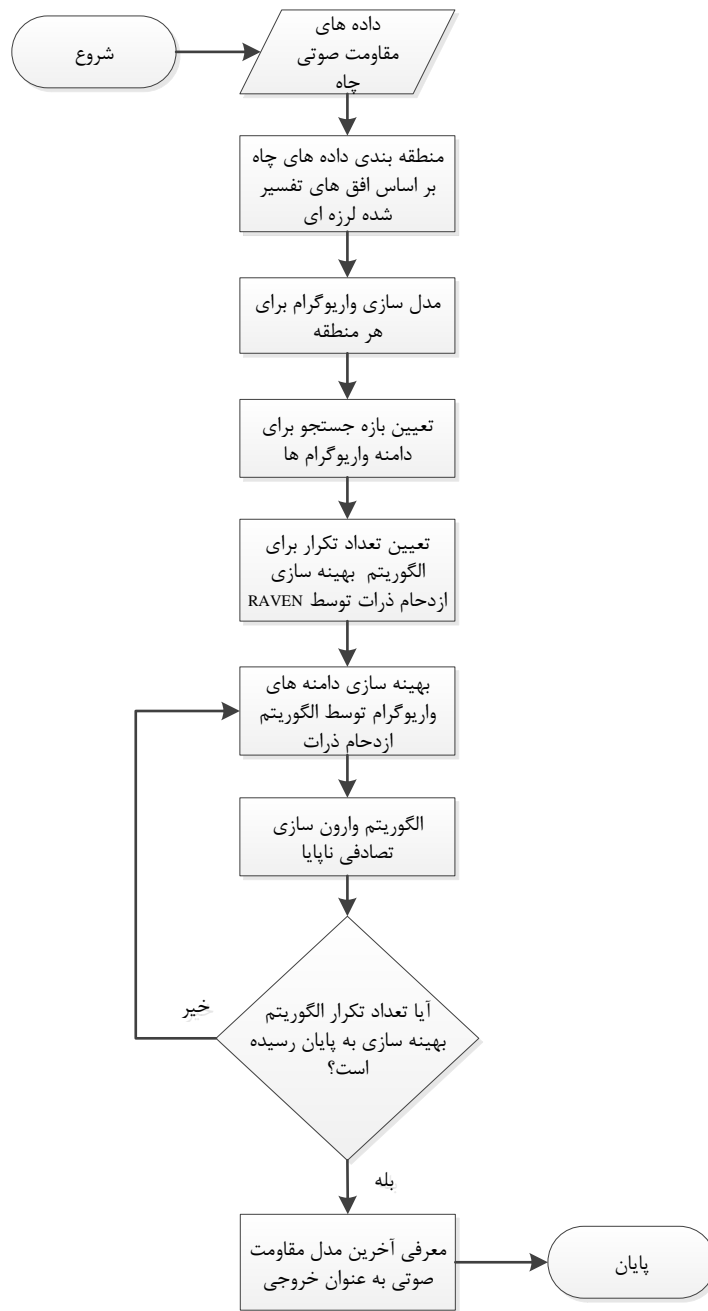 شروع
داده های
مقاومت صوتی
چاه
منطقه بندی داده های چاه
بر اساس افق های تفسیر
شده لرزه ای
مدل سازی واریوگرام برای
هر منطقه
تعیین بازه جستجو برای
دامنه واریوگرام ها
تعیین تعداد تکرار برای
الگوریتم بهینه سازی
ازدحام ذرات توسط RAVEN
بهینه سازی دامنه های
واریوگرام توسط الگوریتم
ازدحام ذرات
الگوریتم وارون سازی
تصادفی ناپایا
آیا تعداد تکرار الگوریتم
بهینه سازی به پایان رسیده
است؟
خیر
بله
معرفی آخرین مدل مقاومت
صوتی به عنوان خروجی
پایان